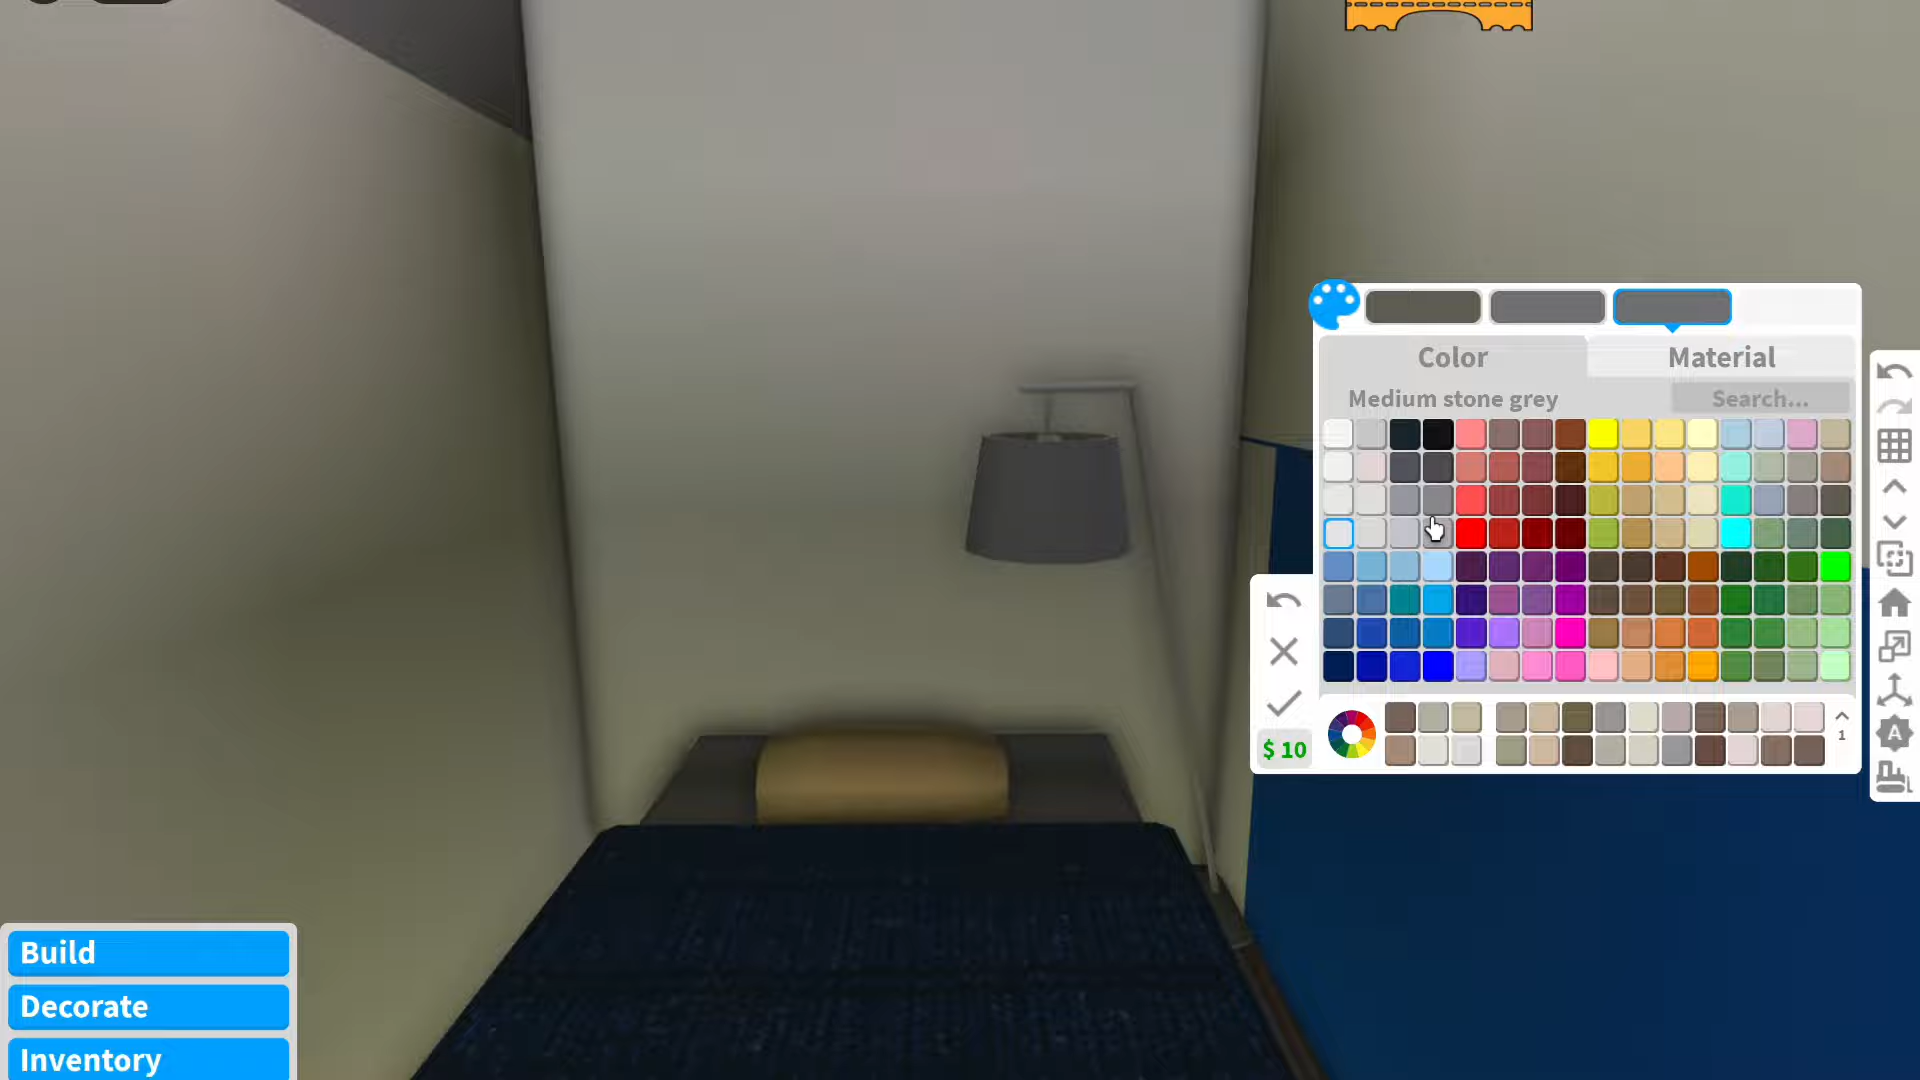 Color
Material
Medium stone grey
Search...
$ 10
1
A
Build
Decorate
Inventory